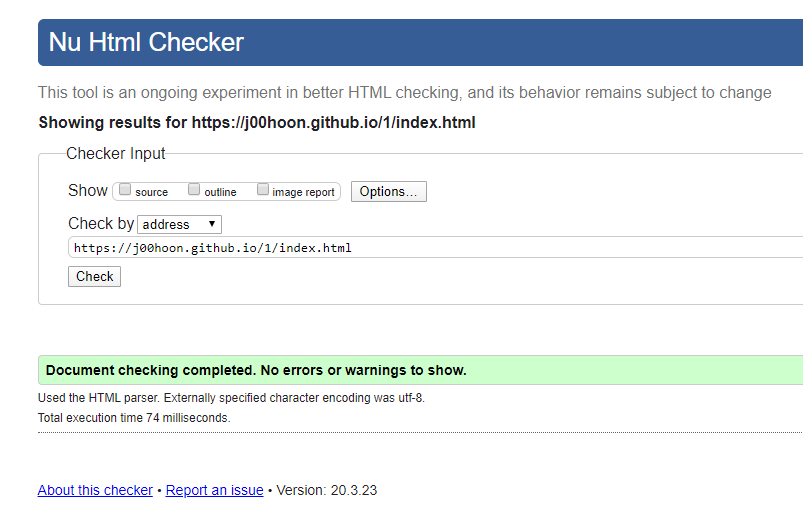 Nu Html Checker
This tool is an ongoing experiment in better HTML checking, and its behavior remains subject to change
Showing results for https://j00hoon.github.io/1/index.html
Checker Input
Show source outline image report Options...
Check by address
https://j00hoon.github.io/1/index.html
Check
Document checking completed. No errors or warnings to show.
Used the HTML parser. Externally specified character encoding was utf-8.
Total execution time 74 milliseconds.
About this checker • Report an issue • Version: 20.3.23